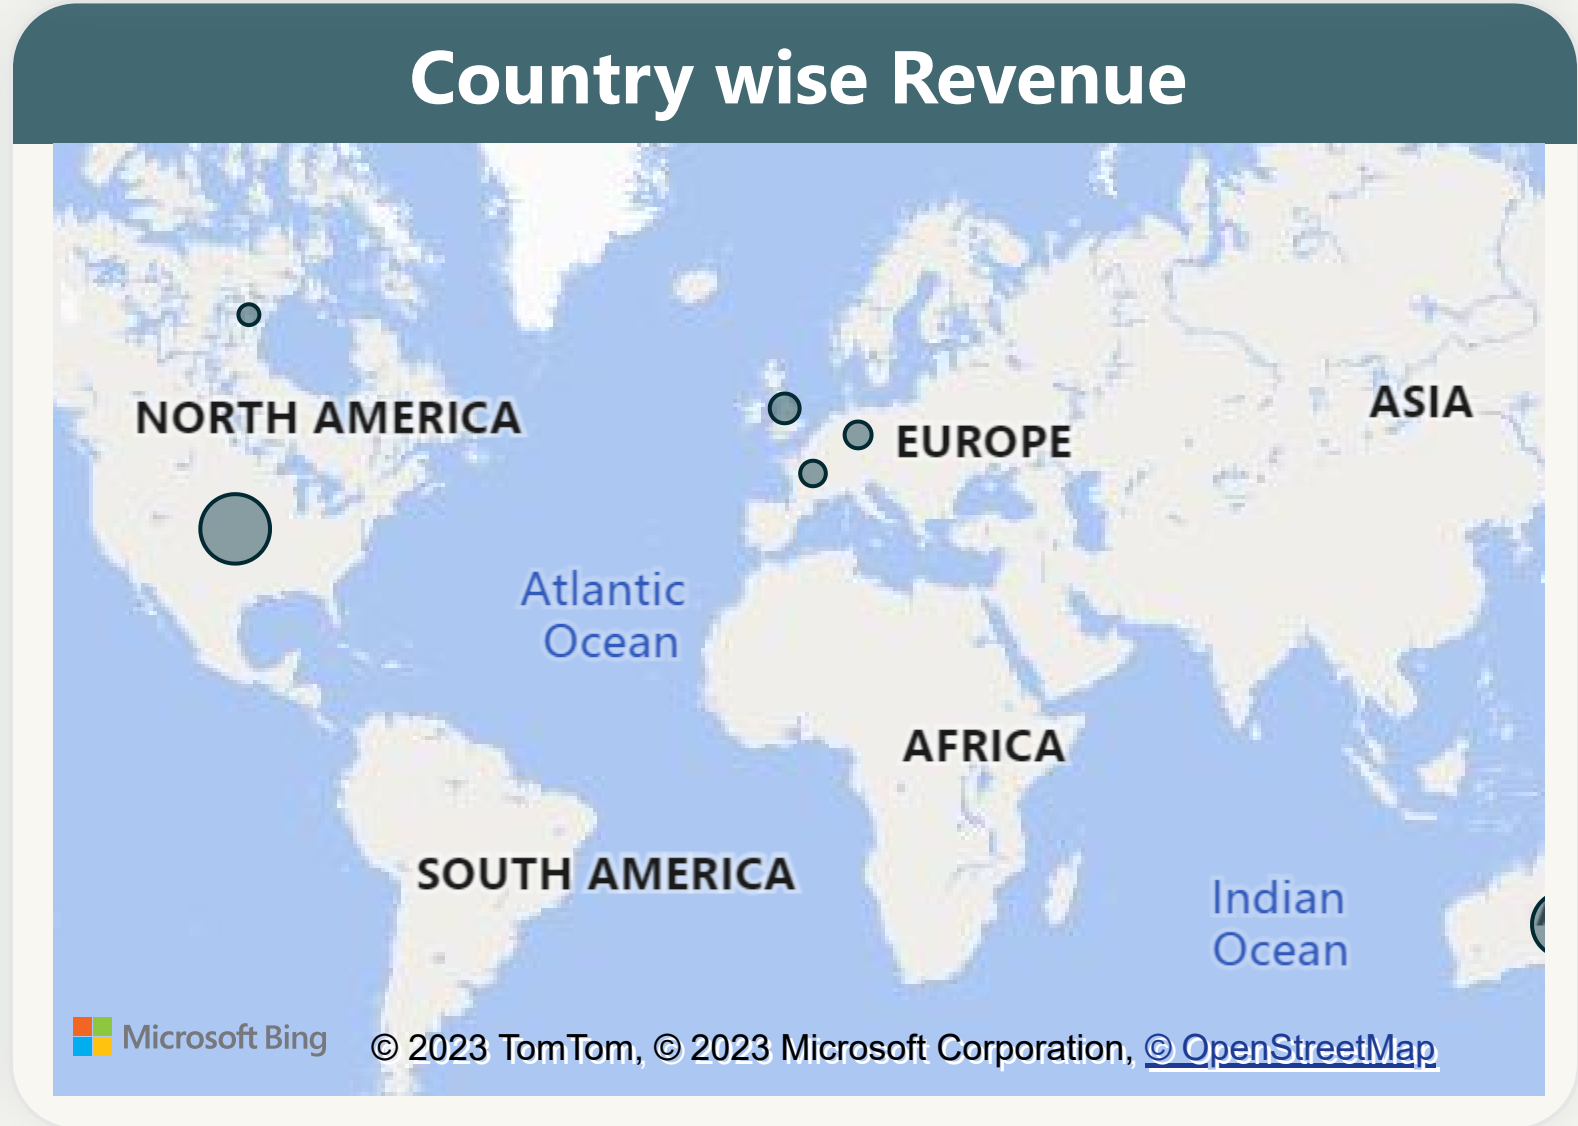 Country wise Revenue
NORTH AMERICA
EUROPE
ASIA
Atlantic
Ocean
AFRICA
SOUTH AMERICA
Indian
Ocean
Microsoft Bing
© 2023 TomTom, © 2023 Microsoft Corporation, © OpenStreetMap